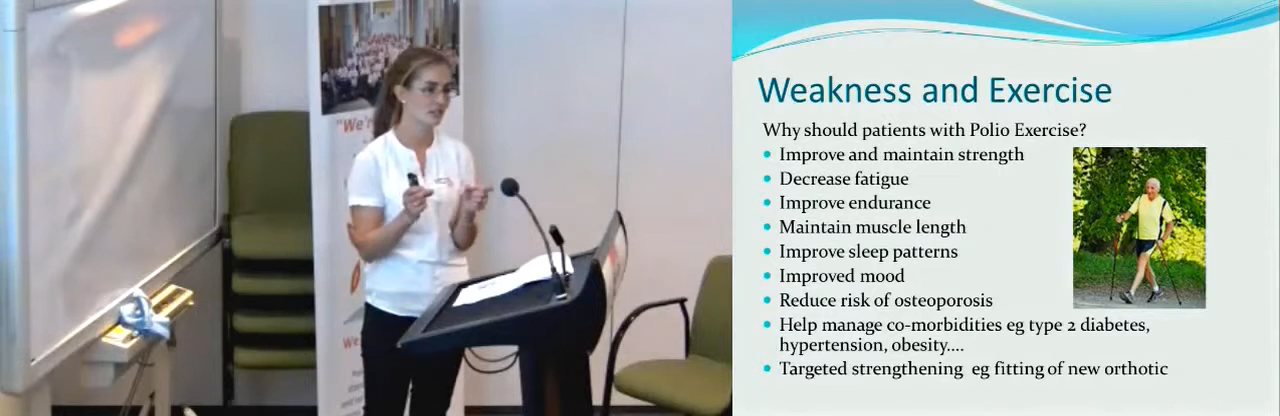 "We're
We
Weakness and Exercise
Why should patients with Polio Exercise?
Improve and maintain strength
Decrease fatigue
Improve endurance
Maintain muscle length
Improve sleep patterns
Improved mood
Reduce risk of osteoporosis
Help manage co-morbidities eg type 2 diabetes,
hypertension, obesity....
Targeted strengthening eg fitting of new orthotic